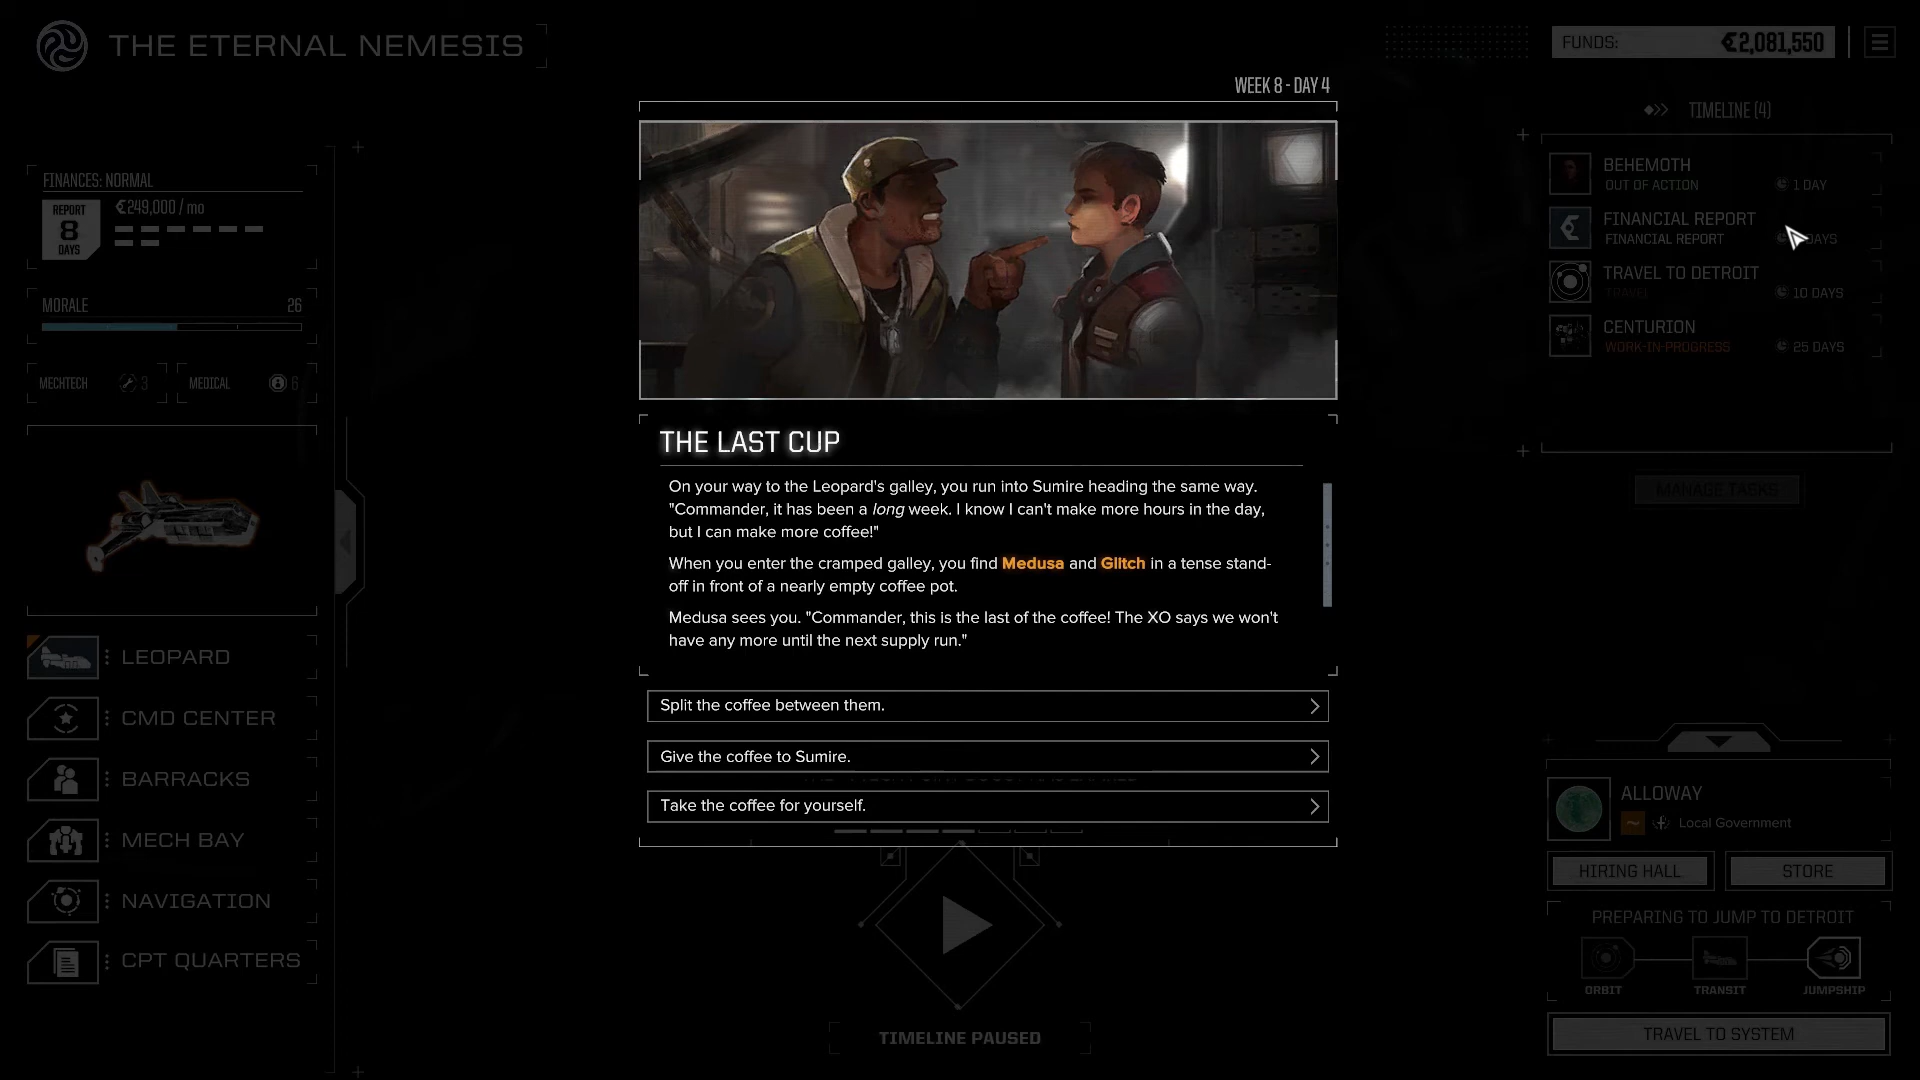 THE ETERNAL NEMESIS
FUNDS: 2,081,550
WEEK 8 - DAY 4
TIMELINE (4)
FINANCES: NORMAL
REPORT
8
DAYS
249,000 / mo
MORALE 26
MECHTECH 3
MEDICAL 6
BEHEMOTH
OUT OF ACTION 1 DAY
FINANCIAL REPORT
FINANCIAL REPORT DAYS
TRAVEL TO DETROIT
TRAVEL 10 DAYS
CENTURION
WORK-IN-PROGRESS 25 DAYS
MANAGE TASKS
THE LAST CUP
On your way to the Leopard's galley, you run into Sumire heading the same way.
"Commander, it has been a long week. I know I can't make more hours in the day,
but I can make more coffee!"
When you enter the cramped galley, you find Medusa and Glitch in a tense stand-
off in front of a nearly empty coffee pot.
Medusa sees you. "Commander, this is the last of the coffee! The XO says we won't
have any more until the next supply run."
Split the coffee between them.
Give the coffee to Sumire.
Take the coffee for yourself.
LEOPARD
CMD CENTER
BARRACKS
MECH BAY
NAVIGATION
CPT QUARTERS
TIMELINE PAUSED
ALLOWAY
Local Government
HIRING HALL
STORE
PREPARING TO JUMP TO DETROIT
ORBIT
TRANSIT
JUMPSHIP
TRAVEL TO SYSTEM